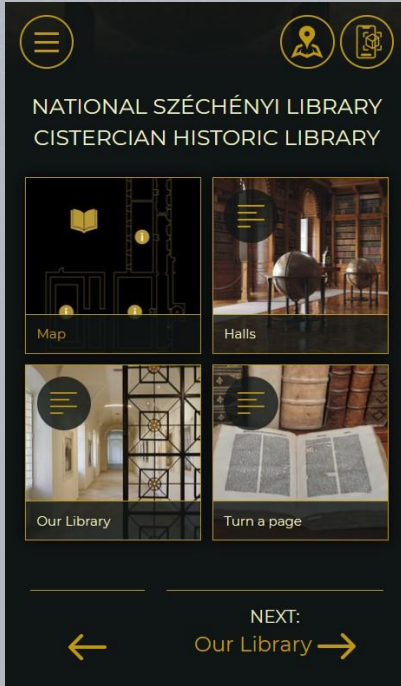 NATIONAL SZÉCHÉNYI LIBRARY
CISTERCIAN HISTORIC LIBRARY
Map
Halls
Our Library
Turn a page
NEXT:
Our Library